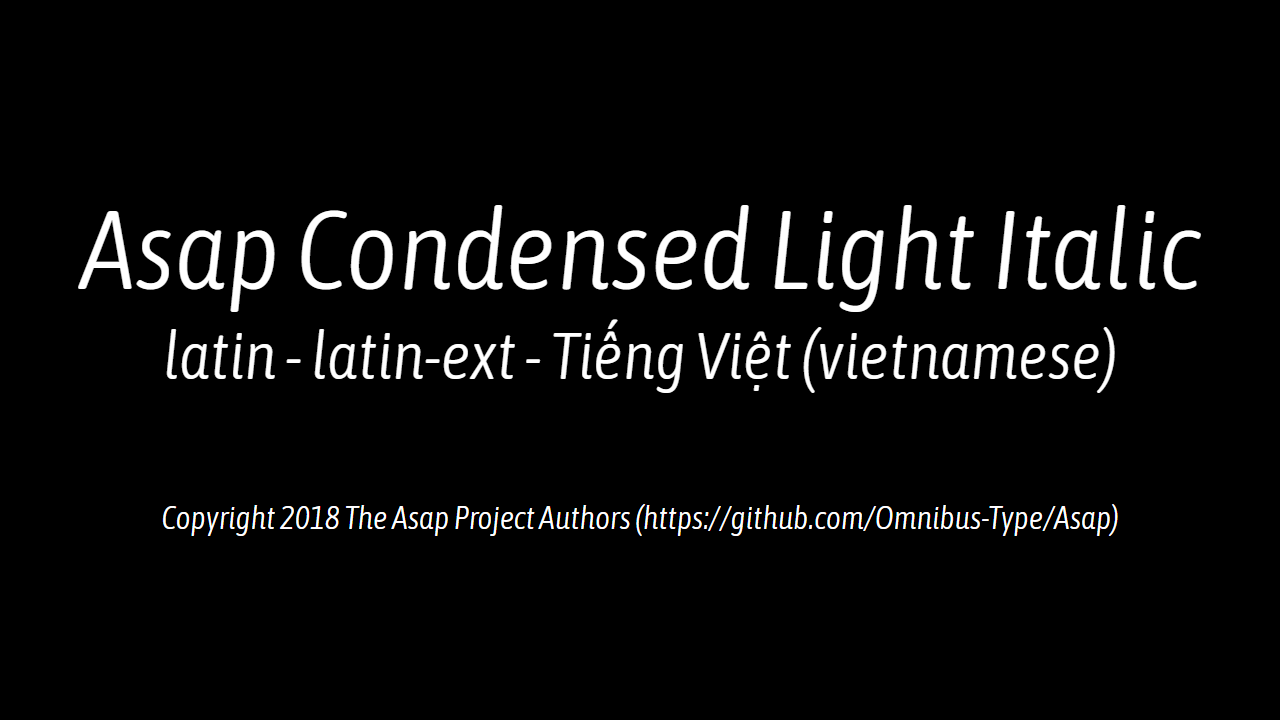 Asap Condensed Light Italic
latin - latin-ext - Tiếng Việt (vietnamese)
Copyright 2018 The Asap Project Authors (https://github.com/Omnibus-Type/Asap)